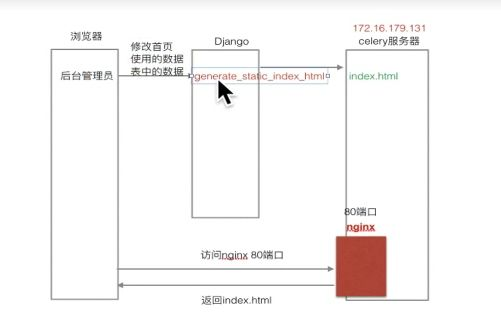 172.16.179.131
浏览器
Django
celery服务器
修改首页
使用的数据
表中的数据
后台管理员
generate_static_index_html
index.html
80端口
nginx
访问nginx 80端口
返回index.html